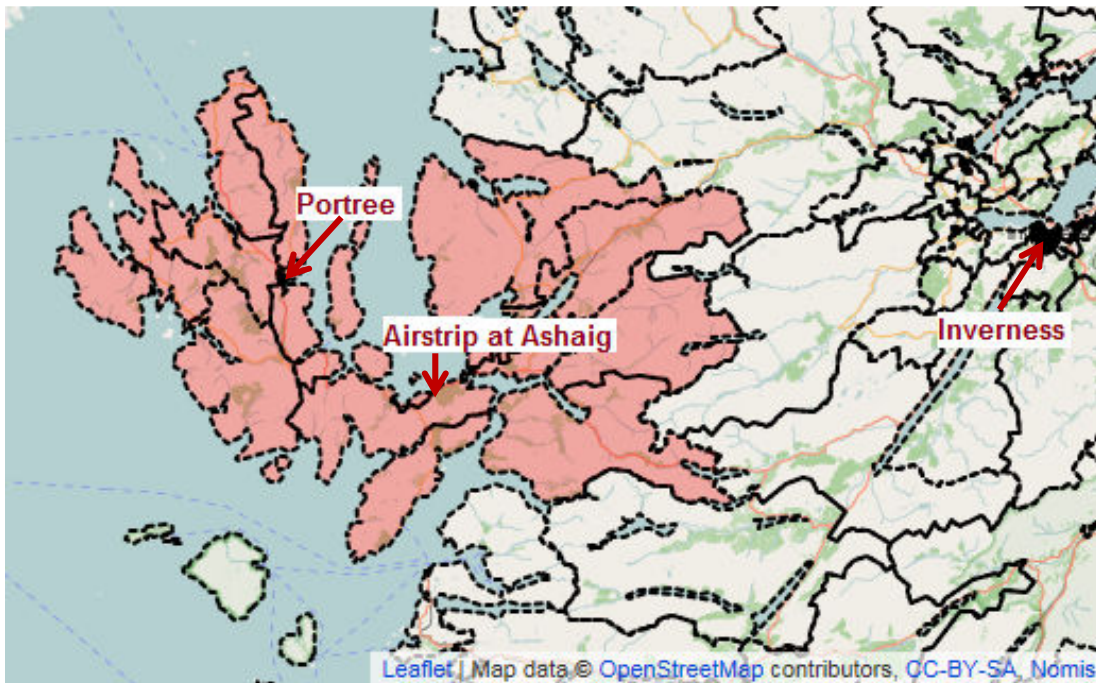 Portree
Airstrip at Ashaig
Inverness
Leaflet | Map data © OpenStreetMap contributors, CC-BY-SA, Nomis